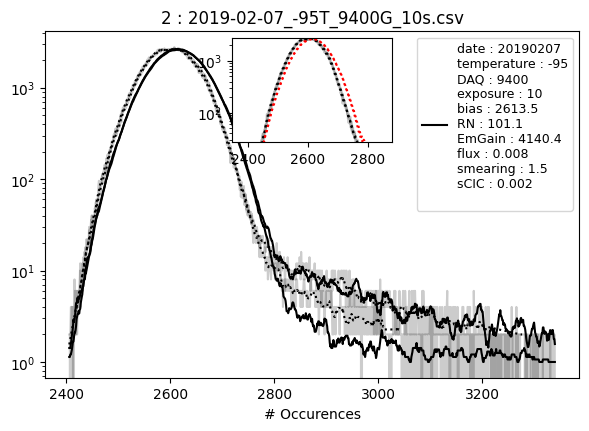 2 : 2019-02-07_-95T_9400G_10s.csv
10³
10²
10¹
10⁰
10³
10²
2400 2600 2800
date : 20190207
temperature : -95
DAQ : 9400
exposure : 10
bias : 2613.5
RN : 101.1
EmGain : 4140.4
flux : 0.008
smearing : 1.5
sCIC : 0.002
2400 2600 2800 3000 3200
# Occurences